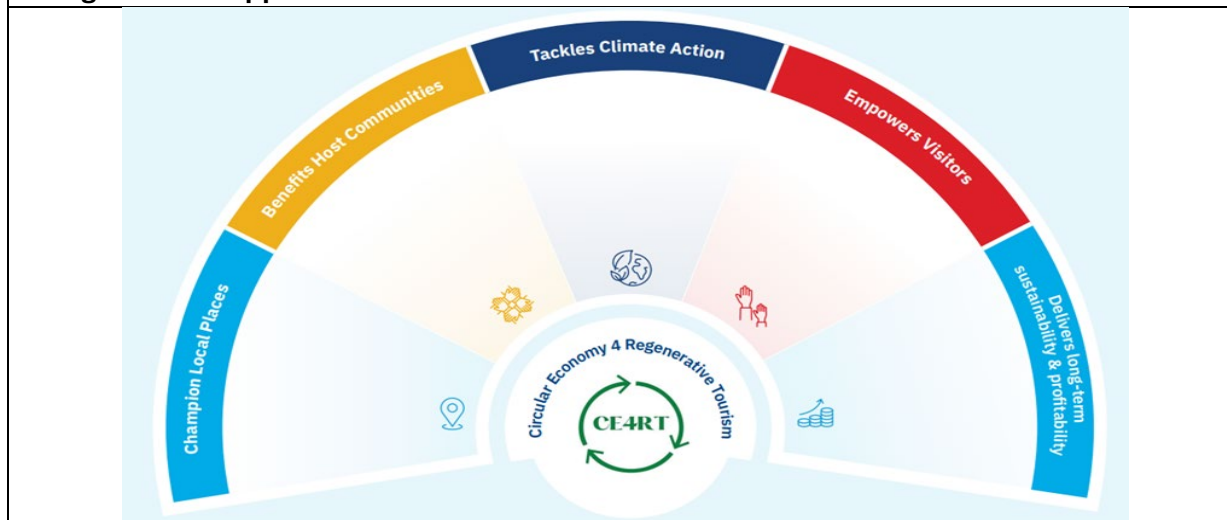 Champion Local Places
Benefits Host Communities
Tackles Climate Action
Empowers Visitors
Delivers long-term
sustainability & profitability
Circular Economy 4 Regenerative Tourism
CE4RT